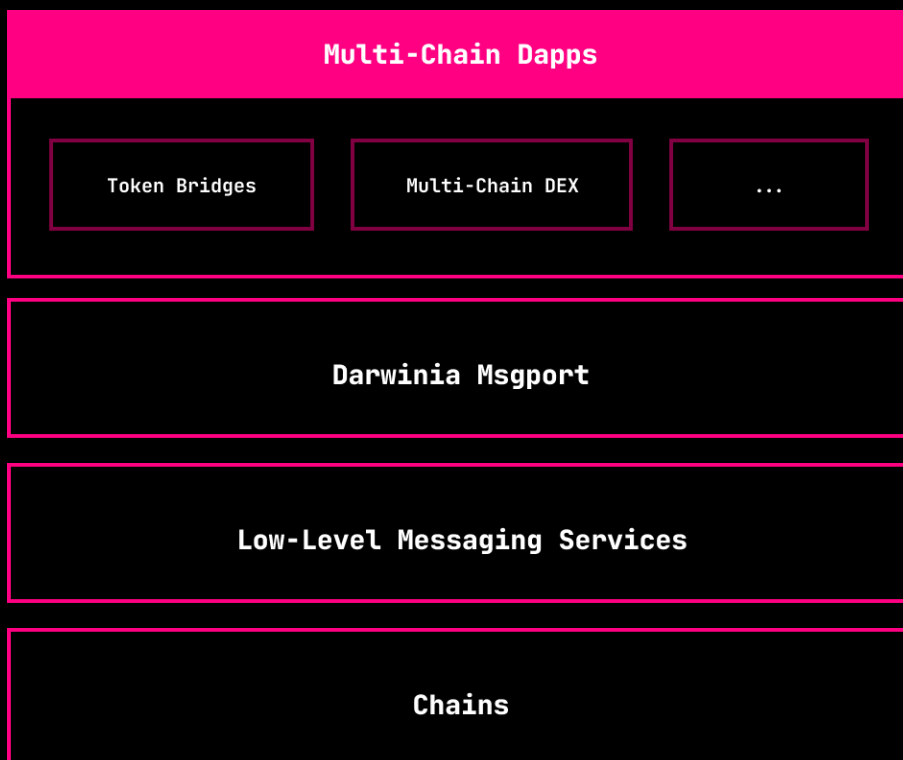 Multi-Chain Dapps
Token Bridges
Multi-Chain DEX
...
Darwinia Msgport
Low-Level Messaging Services
Chains